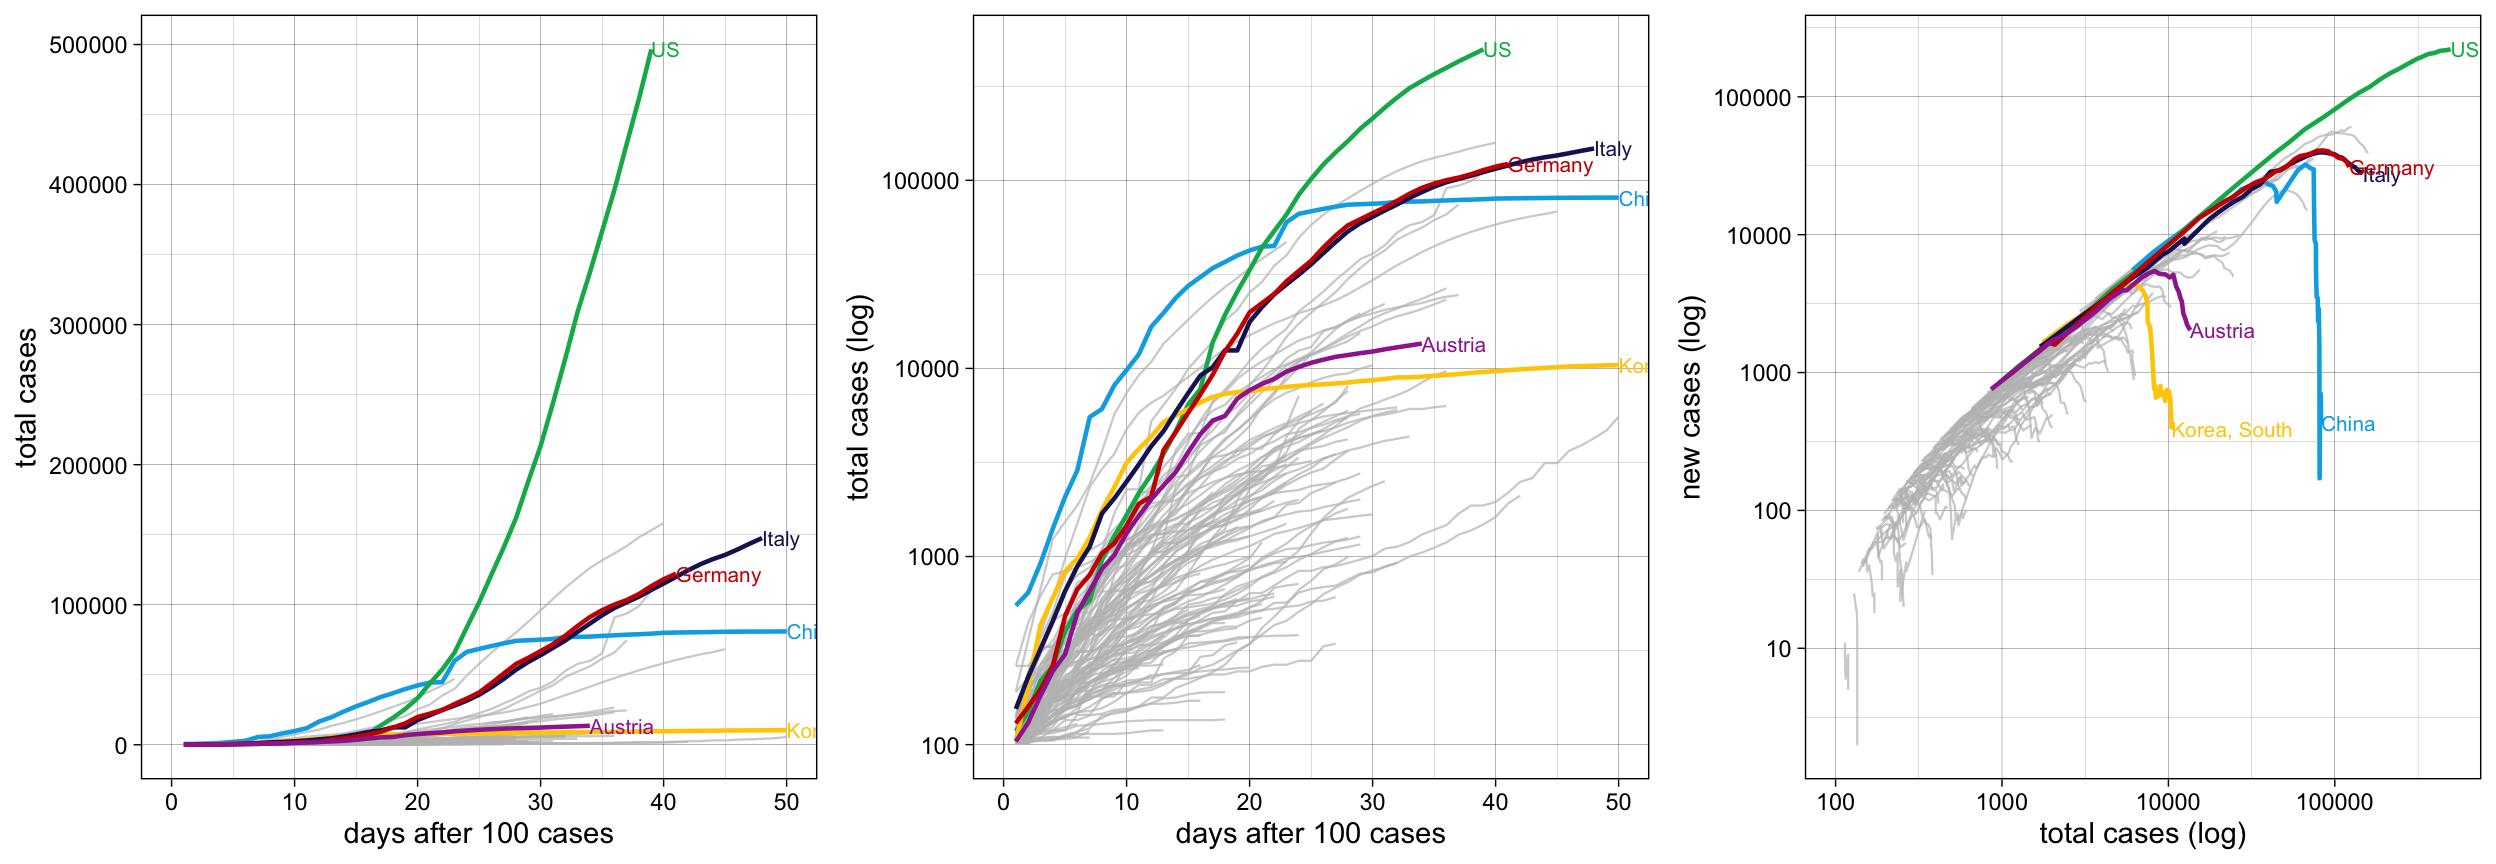 total cases
500000
400000
300000
200000
100000
0
US
Italy
Germany
Chi
Austria
Kor
0 10 20 30 40 50
days after 100 cases
total cases (log)
100000
10000
1000
100
US
Italy
Germany
Chi
Austria
Kor
0 10 20 30 40 50
days after 100 cases
new cases (log)
100000
10000
1000
100
10
US
Germany
Italy
Austria
China
Korea, South
100 1000 10000 100000
total cases (log)